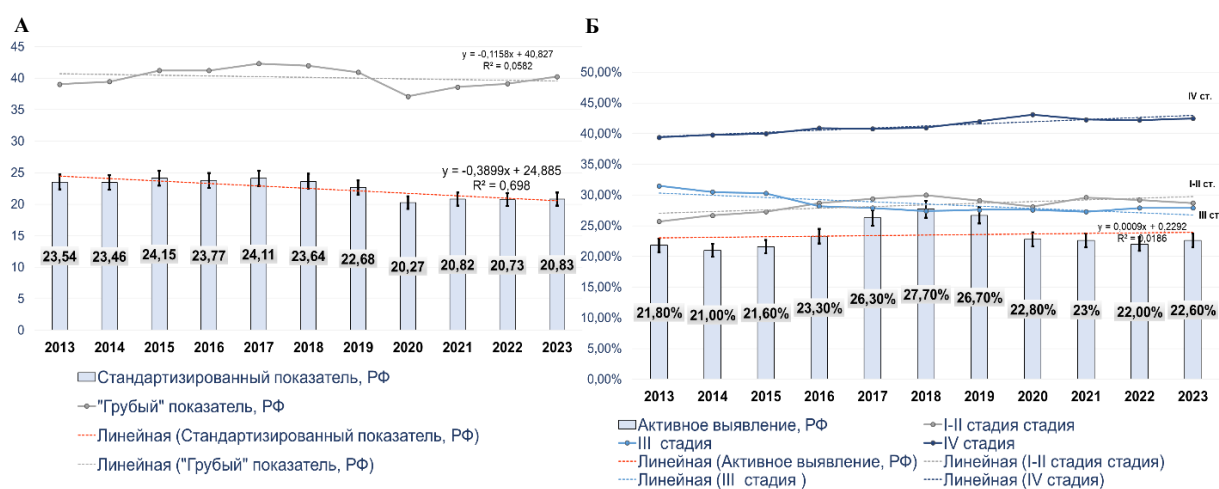 А
45
40
35
30
25
20
15
10
5
0
y = -0,1158x + 40,827
R² = 0,0582
y = -0,3899x + 24,885
R² = 0,698
23,54 23,46 24,15 23,77 24,11 23,64 22,68 20,27 20,82 20,73 20,83
2013 2014 2015 2016 2017 2018 2019 2020 2021 2022 2023
Стандартизированный показатель, РФ
"Грубый" показатель, РФ
Линейная (Стандартизированный показатель, РФ)
Линейная ("Грубый" показатель, РФ)
Б
50,00%
45,00%
40,00%
35,00%
30,00%
25,00%
20,00%
15,00%
10,00%
5,00%
0,00%
IV ст.
I-II ст.
III ст
y = 0,0009x + 0,2292
R² = 0,0186
21,80% 21,00% 21,60% 23,30% 26,30% 27,70% 26,70% 22,80% 23% 22,00% 22,60%
2013 2014 2015 2016 2017 2018 2019 2020 2021 2022 2023
Активное выявление, РФ
I-II стадия стадия
III стадия
IV стадия
Линейная (Активное выявление, РФ)
Линейная (I-II стадия стадия)
Линейная (III стадия )
Линейная (IV стадия)